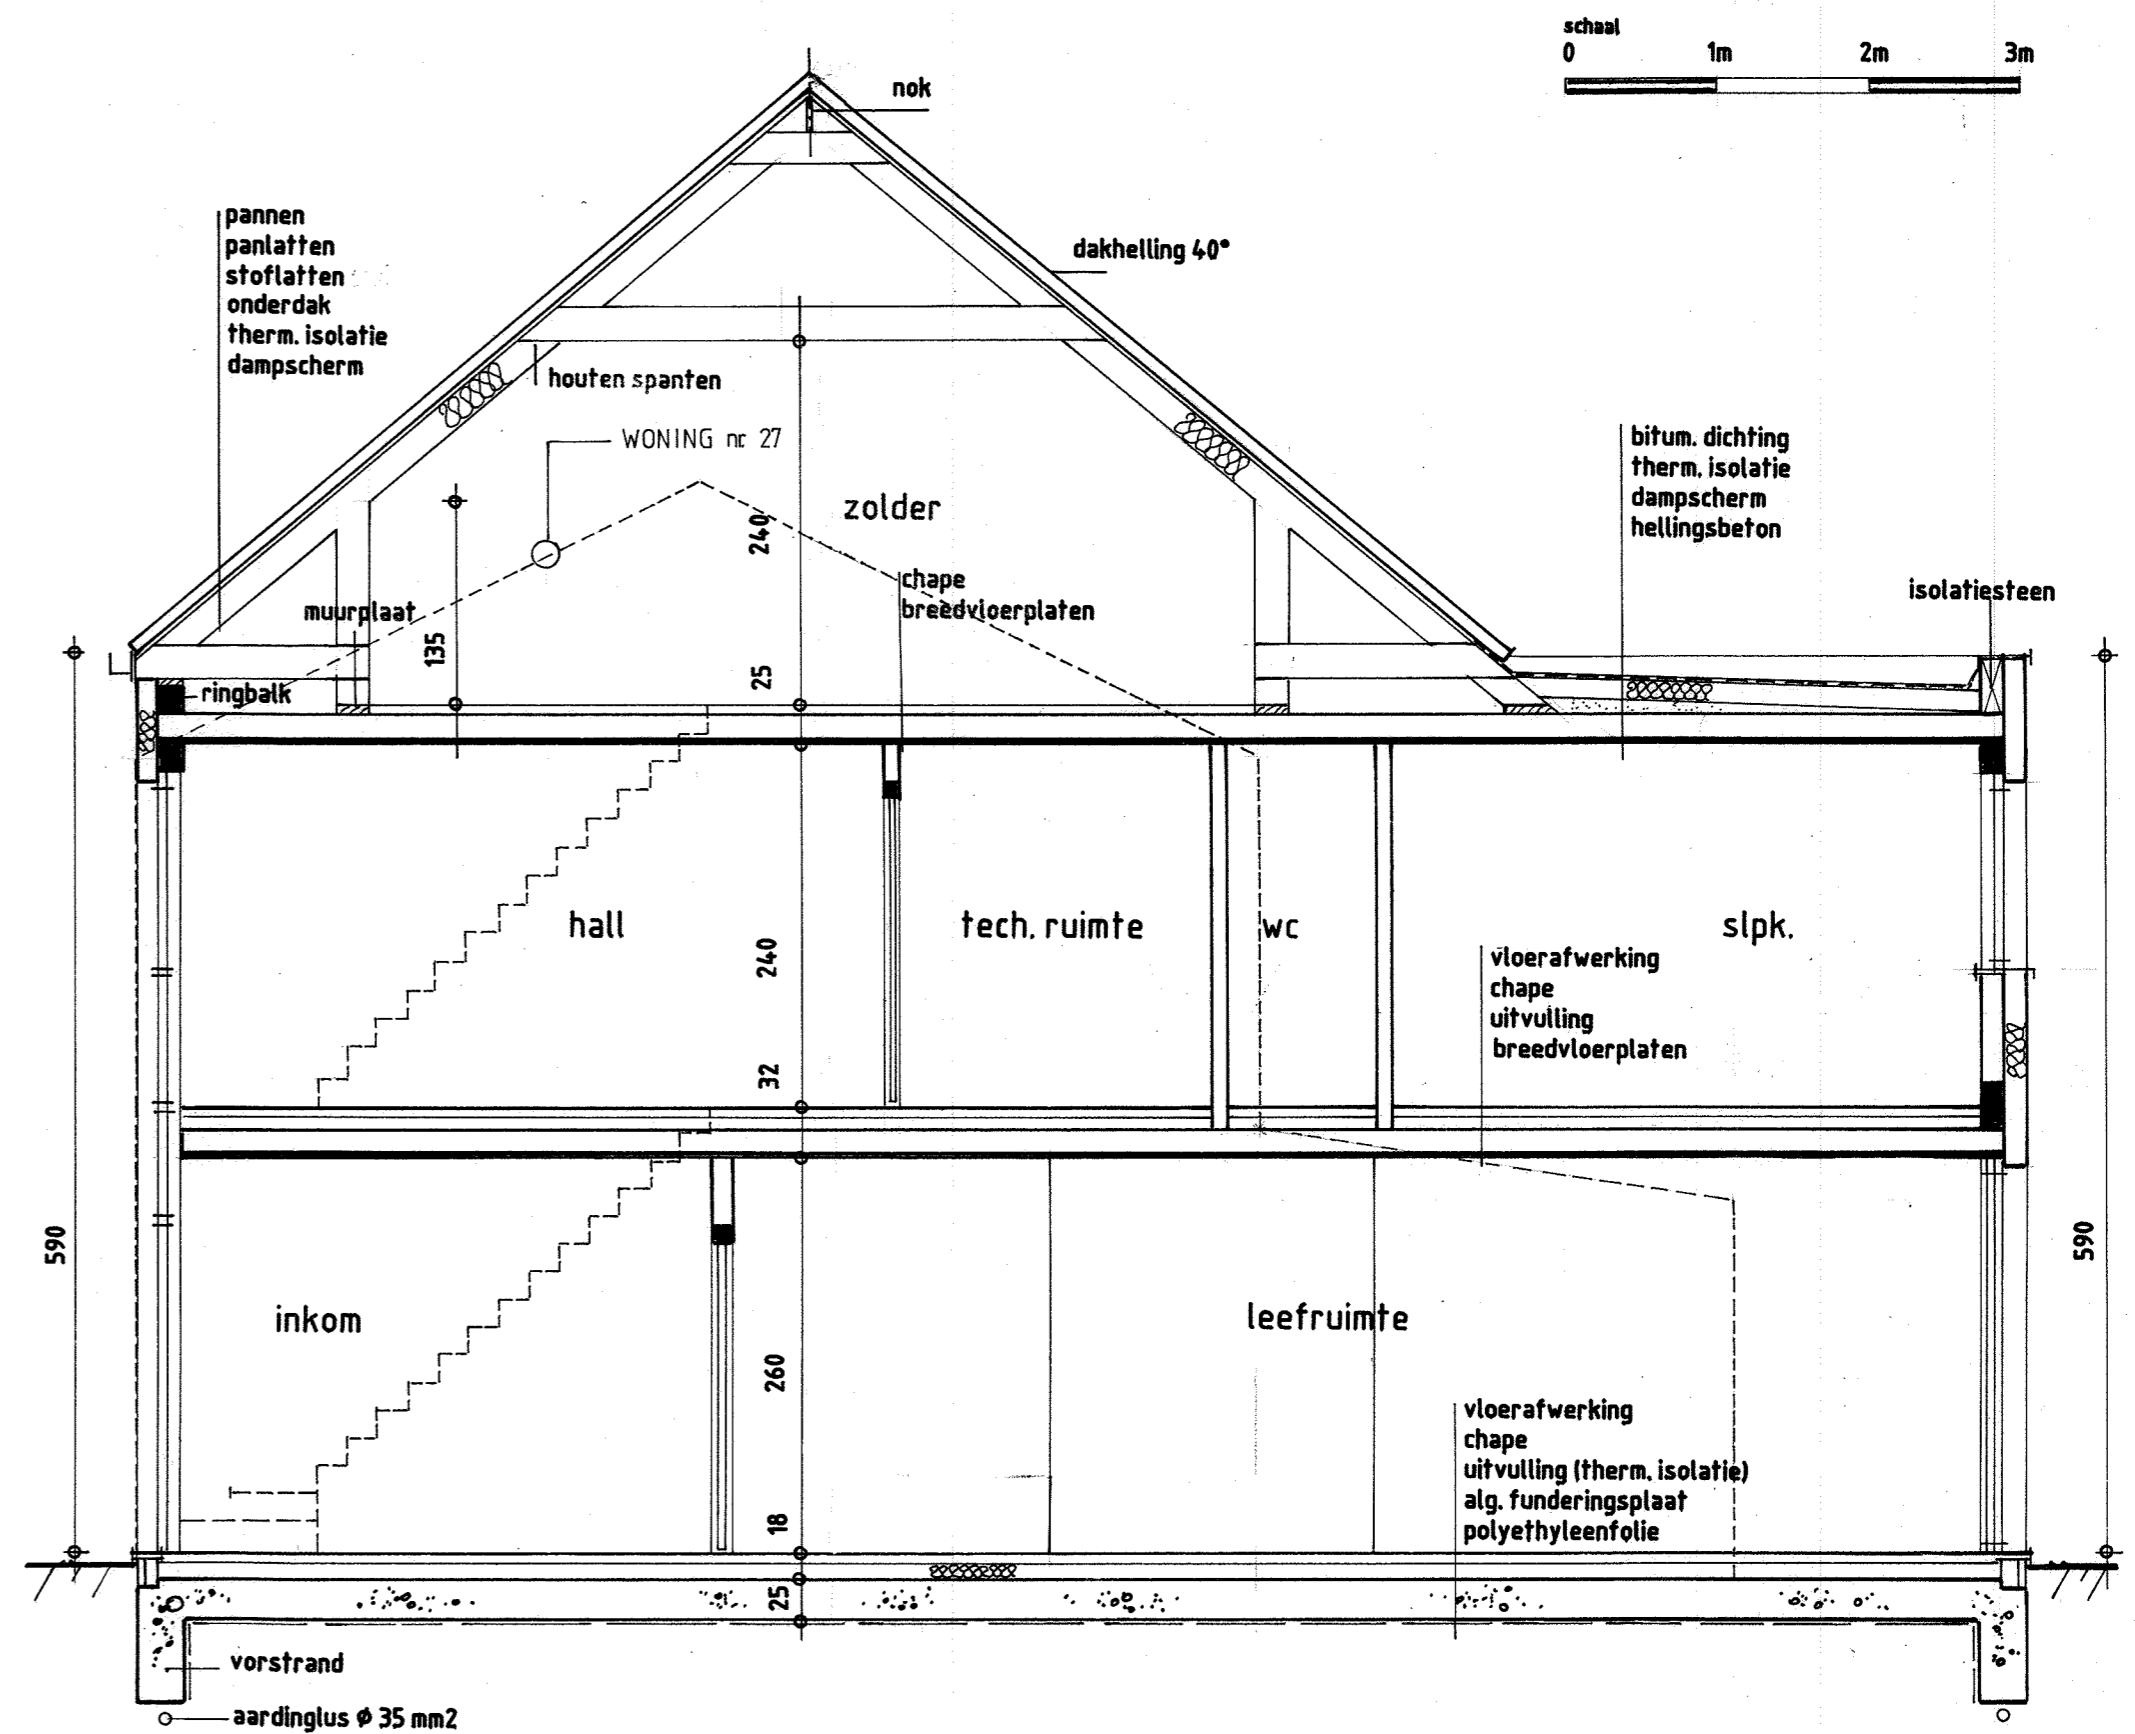 schaal
0 1m 2m 3m
nok
pannen
panlatten
stoflatten
onderdak
therm. isolatie
dampscherm
dakhelling 40°
houten spanten
WONING nr 27
zolder
240
bitum. dichting
therm. isolatie
dampscherm
hellingsbeton
isolatiesteen
chape
breedvloerplaten
muurplaat
135
25
ringbalk
hall
tech. ruimte
wc
slpk.
240
32
vloerafwerking
chape
uitvulling
breedvloerplaten
590
590
inkom
leefruimte
260
18
25
vloerafwerking
chape
uitvulling (therm. isolatie)
alg. funderingsplaat
polyethyleenfolie
vorstrand
aardinglus ϕ 35 mm2